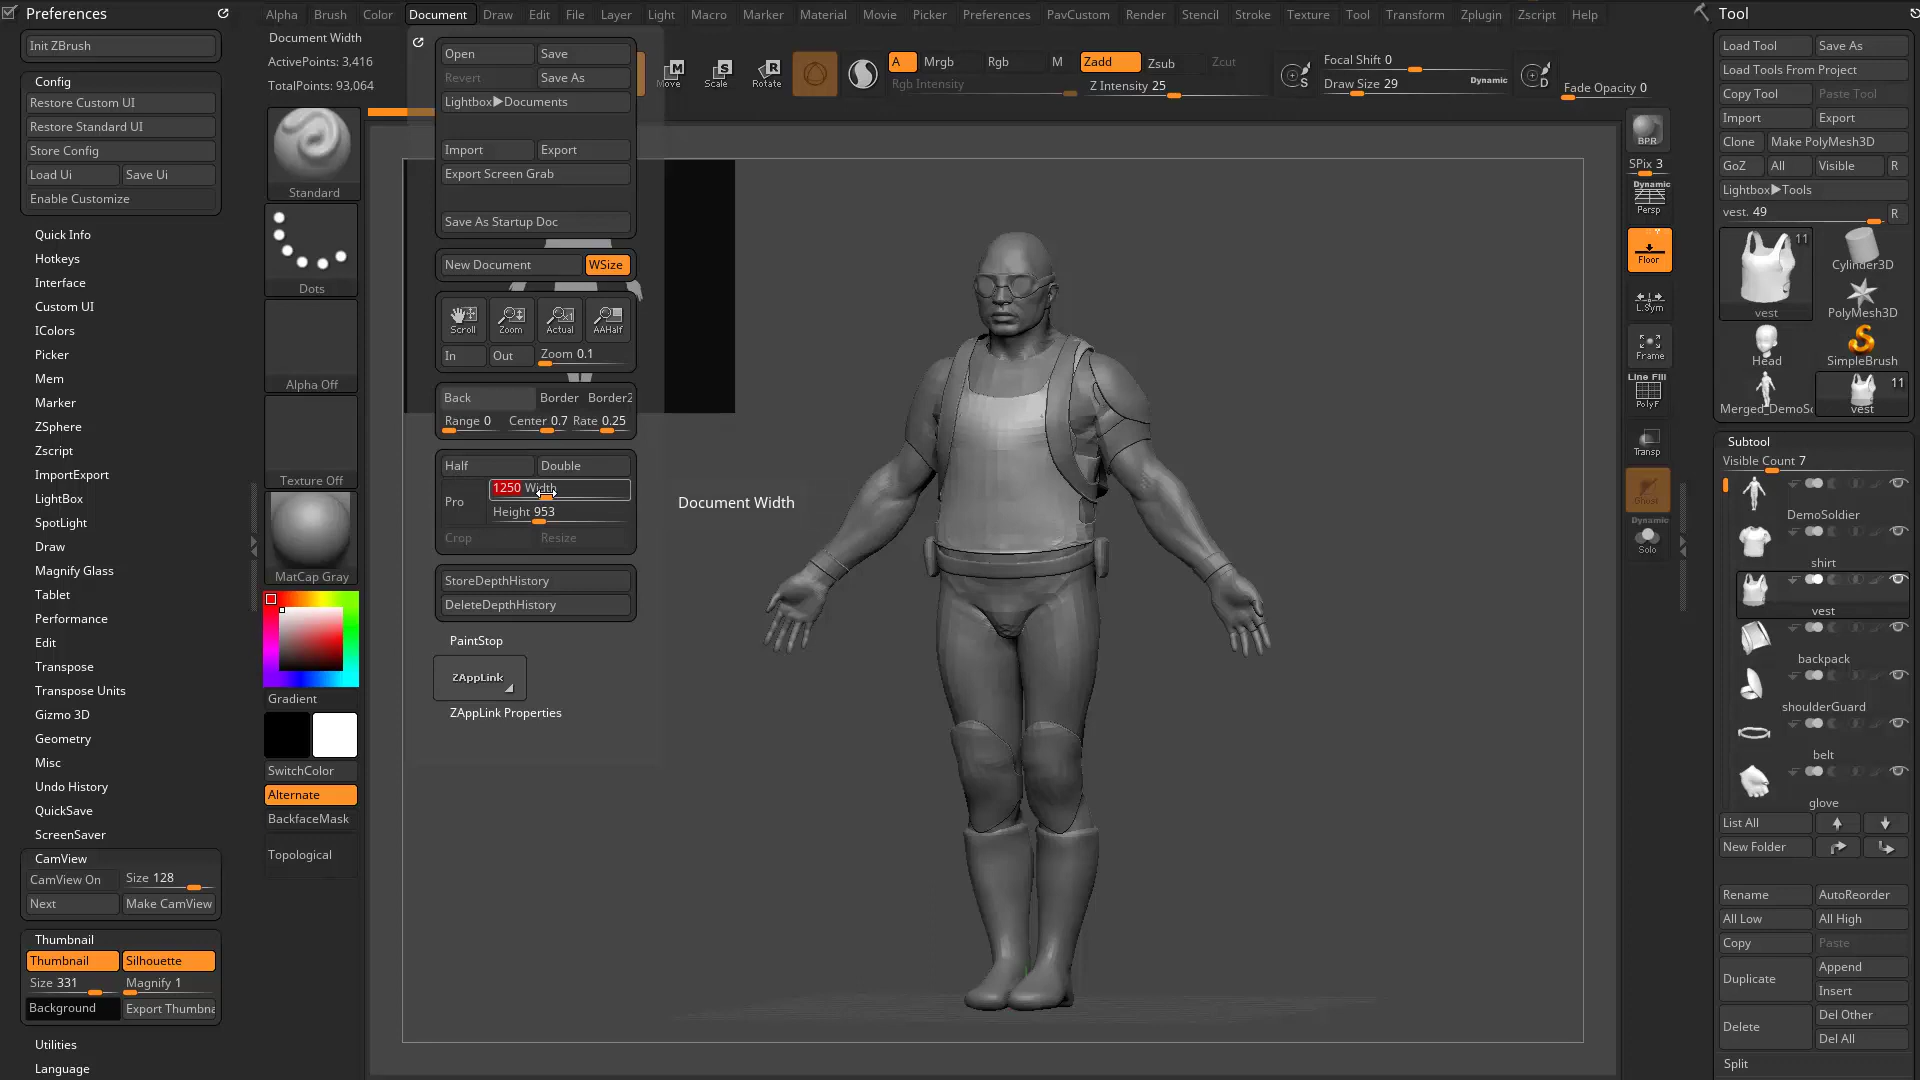 Preferences
Init ZBrush
Config
Restore Custom UI
Restore Standard UI
Store Config
Load Ui
Save Ui
Enable Customize
Quick Info
Hotkeys
Interface
Custom UI
IColors
Picker
Mem
Marker
ZSphere
Zscript
ImportExport
LightBox
SpotLight
Draw
Magnify Glass
Tablet
Performance
Edit
Transpose
Transpose Units
Gizmo 3D
Geometry
Misc
Undo History
QuickSave
ScreenSaver
CamView
CamView On
Size 128
Next
Make CamView
Thumbnail
Thumbnail
Silhouette
Size 331
Magnify 1
Background
Export Thumbna
Utilities
Language
Alpha
Brush
Color
Document
Draw
Edit
File
Layer
Light
Macro
Marker
Material
Movie
Picker
Preferences
PavCustom
Render
Stencil
Stroke
Texture
Tool
Transform
Zplugin
Zscript
Help
Document Width
ActivePoints: 3,416
TotalPoints: 93,064
Standard
Dots
Alpha Off
Texture Off
MatCap Gray
Gradient
SwitchColor
Alternate
BackfaceMask
Topological
Open
Save
Revert
Save As
Lightbox▶Documents
Import
Export
Export Screen Grab
Save As Startup Doc
New Document
WSize
Scroll
Zoom
Actual
AAHalf
In
Out
Zoom 0.1
Back
Border
Border2
Range 0
Center 0.7
Rate 0.25
Half
Double
Pro
1250 Width
Height 953
Crop
Resize
StoreDepthHistory
DeleteDepthHistory
PaintStop
ZAppLink
ZAppLink Properties
Document Width
Move
Scale
Rotate
A
Mrgb
Rgb
M
Zadd
Zsub
Zcut
Rgb Intensity
Z Intensity 25
S
Focal Shift 0
Draw Size 29
Dynamic
D
Fade Opacity 0
BPR
SPix 3
Dynamic
Persp
Floor
L.Sym
Frame
Line Fill
PolyF
Transp
Ghost
Dynamic
Solo
Tool
Load Tool
Save As
Load Tools From Project
Copy Tool
Paste Tool
Import
Export
Clone
Make PolyMesh3D
GoZ
All
Visible
R
Lightbox▶Tools
vest. 49
R
11
vest
Cylinder3D
PolyMesh3D
Head
SimpleBrush
Merged_DemoSo
11
vest
Subtool
Visible Count 7
DemoSoldier
shirt
vest
backpack
shoulderGuard
belt
glove
List All
New Folder
Rename
AutoReorder
All Low
All High
Copy
Paste
Duplicate
Append
Insert
Delete
Del Other
Del All
Split